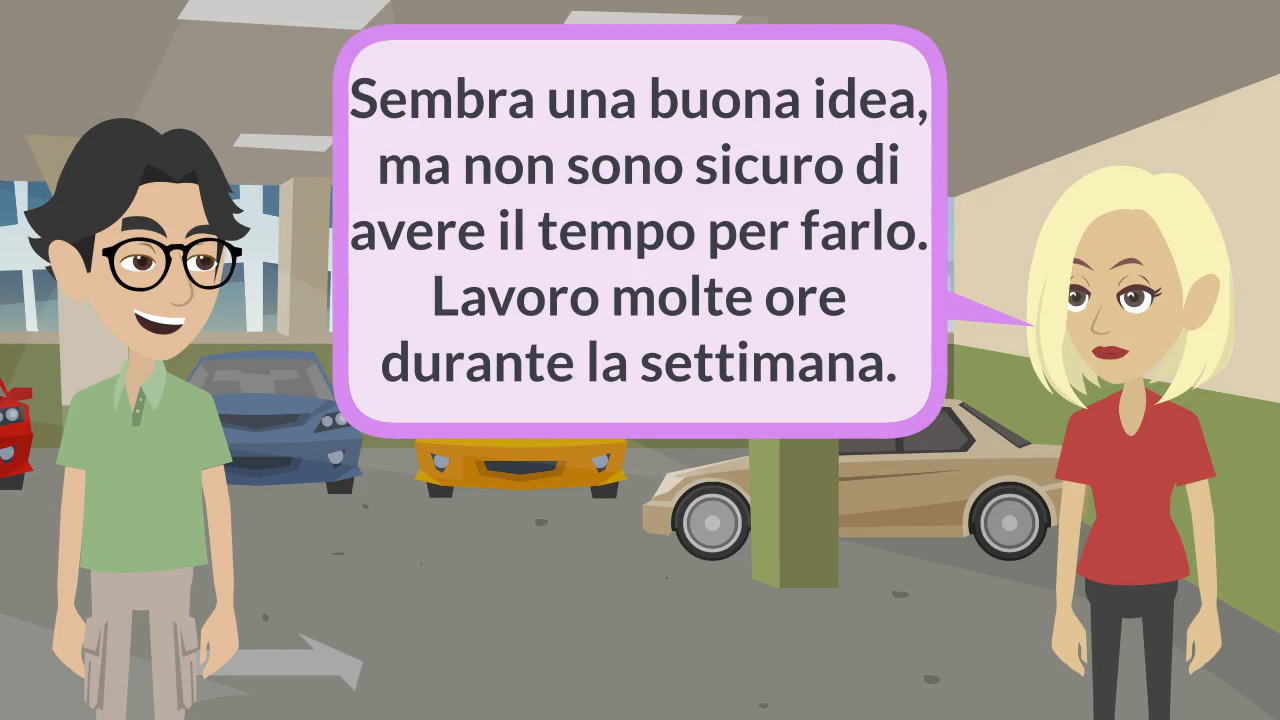 Sembra una buona idea,
ma non sono sicuro di
avere il tempo per farlo.
Lavoro molte ore
durante la settimana.